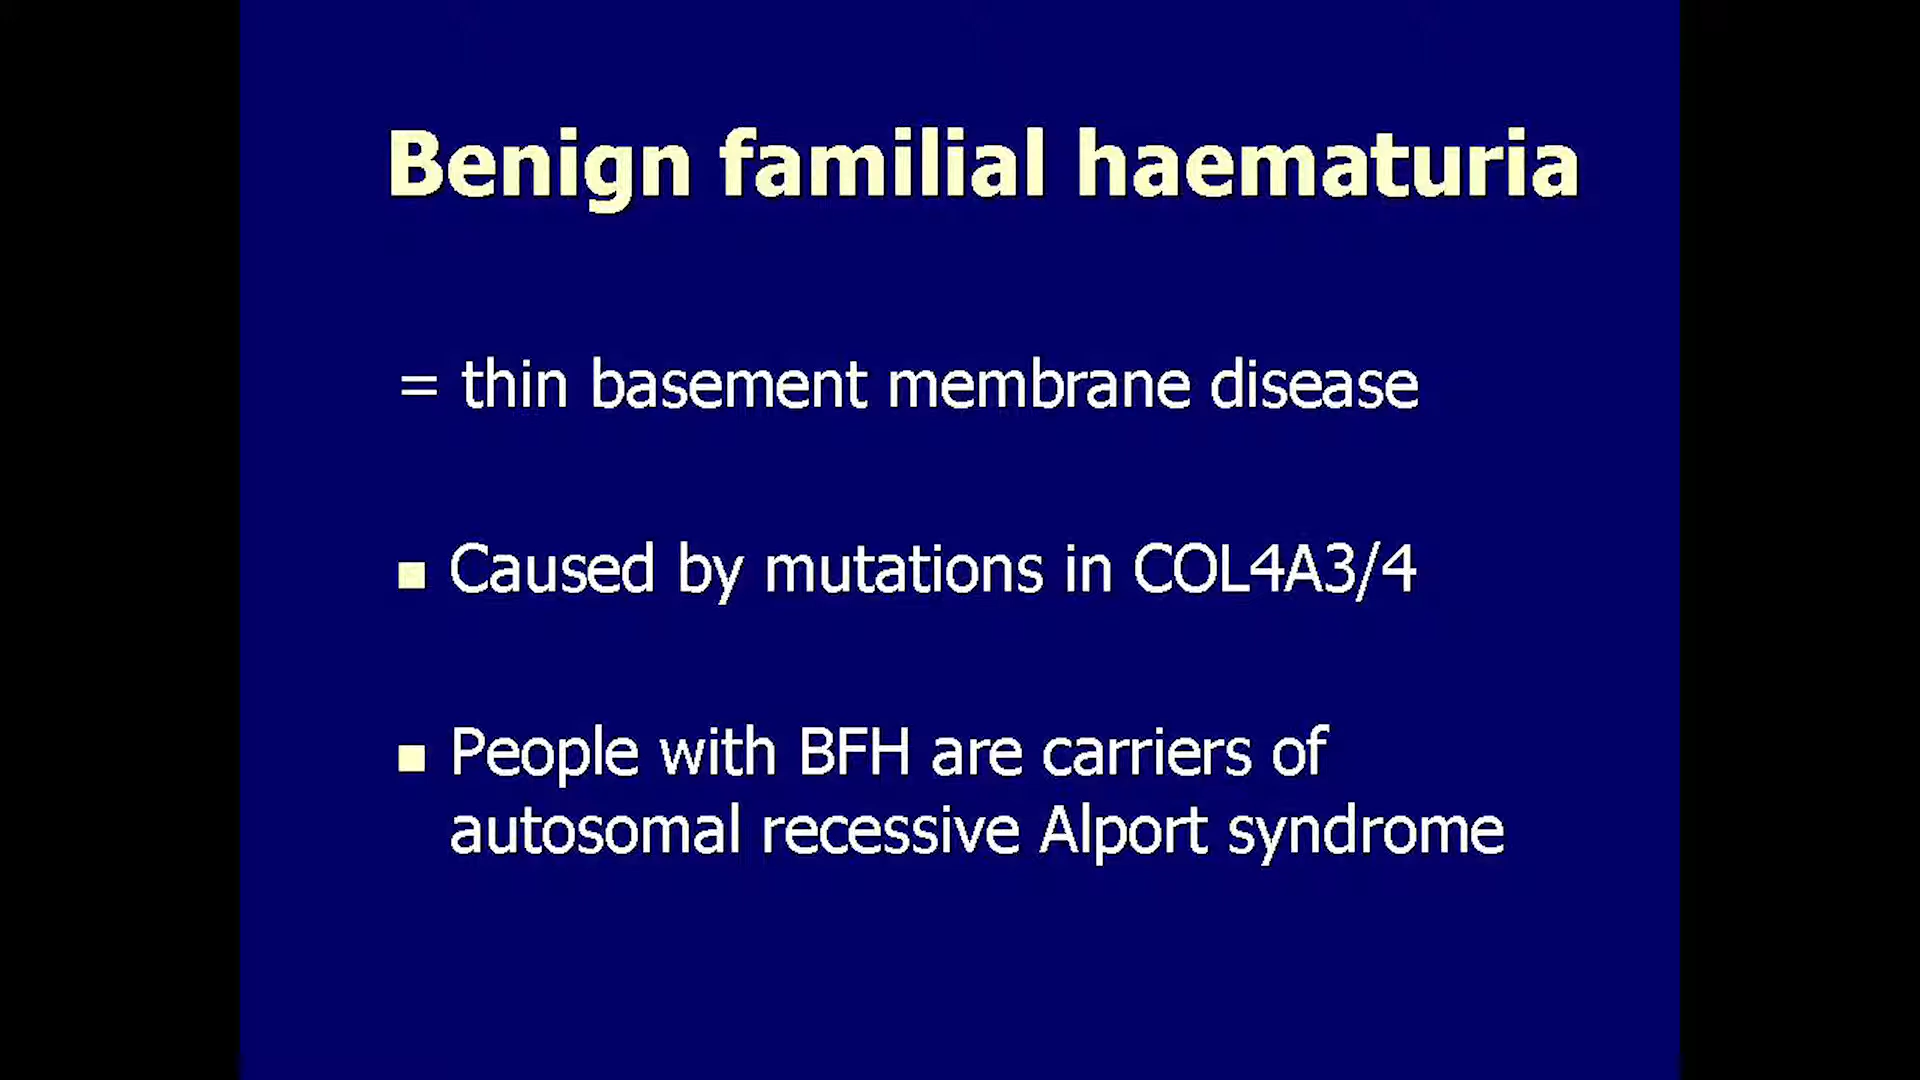 Benign familial haematuria
= thin basement membrane disease
■ Caused by mutations in COL4A3/4
■ People with BFH are carriers of
autosomal recessive Alport syndrome